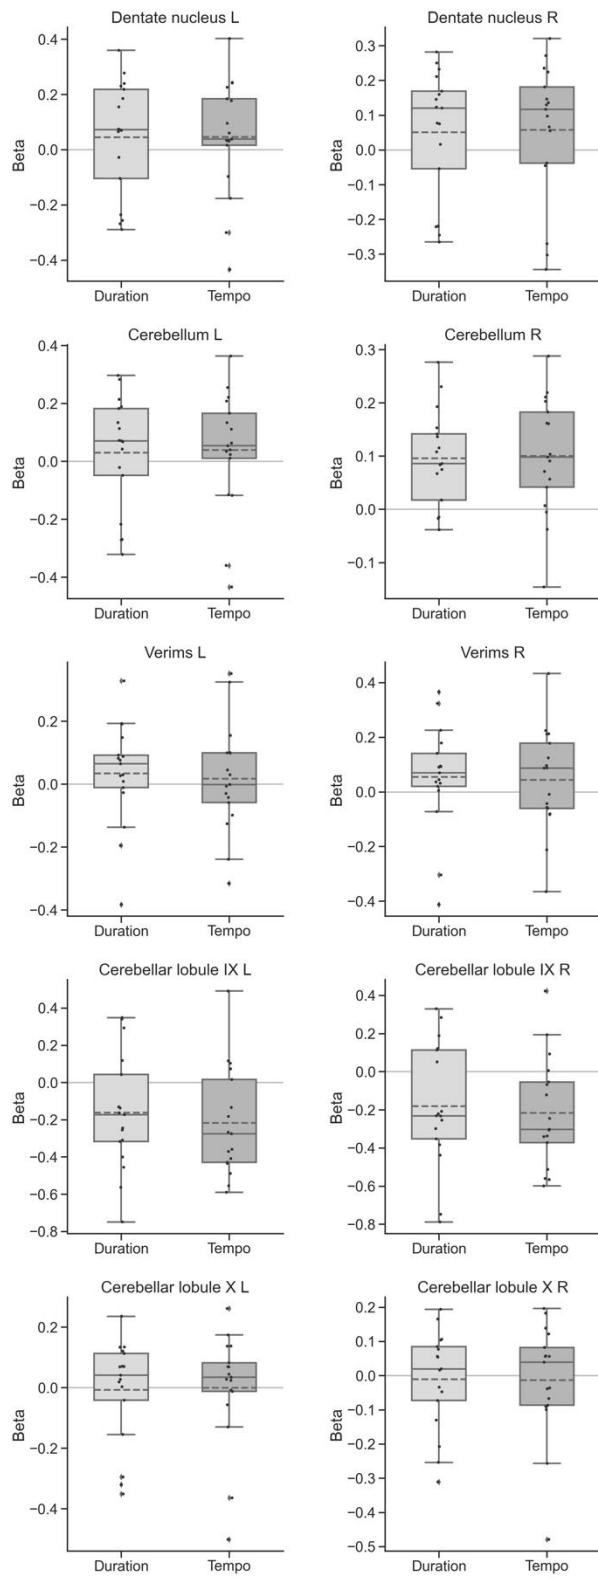 Dentate nucleus L
0.4
0.2
0.0
−0.2
−0.4
Beta
Duration
Tempo
Dentate nucleus R
0.3
0.2
0.1
0.0
−0.1
−0.2
−0.3
Beta
Duration
Tempo
Cerebellum L
0.4
0.2
0.0
−0.2
−0.4
Beta
Duration
Tempo
Cerebellum R
0.3
0.2
0.1
0.0
−0.1
Beta
Duration
Tempo
Verims L
0.2
0.0
−0.2
−0.4
Beta
Duration
Tempo
Verims R
0.4
0.2
0.0
−0.2
−0.4
Beta
Duration
Tempo
Cerebellar lobule IX L
0.4
0.2
0.0
−0.2
−0.4
−0.6
−0.8
Beta
Duration
Tempo
Cerebellar lobule IX R
0.4
0.2
0.0
−0.2
−0.4
−0.6
−0.8
Beta
Duration
Tempo
Cerebellar lobule X L
0.2
0.0
−0.2
−0.4
Beta
Duration
Tempo
Cerebellar lobule X R
0.2
0.1
0.0
−0.1
−0.2
−0.3
−0.4
−0.5
Beta
Duration
Tempo